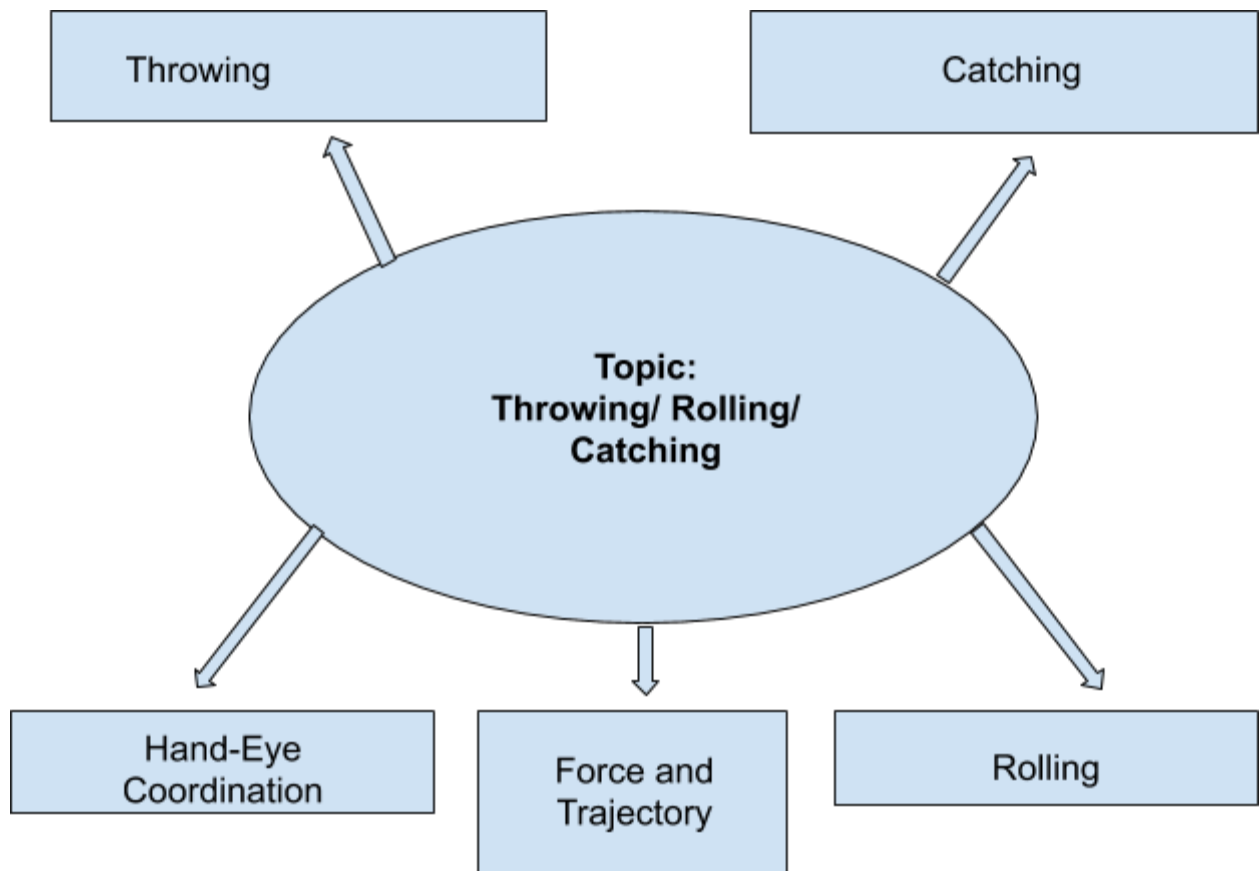 Throwing
Catching
Topic:
Throwing/ Rolling/
Catching
Hand-Eye
Coordination
Force and
Trajectory
Rolling